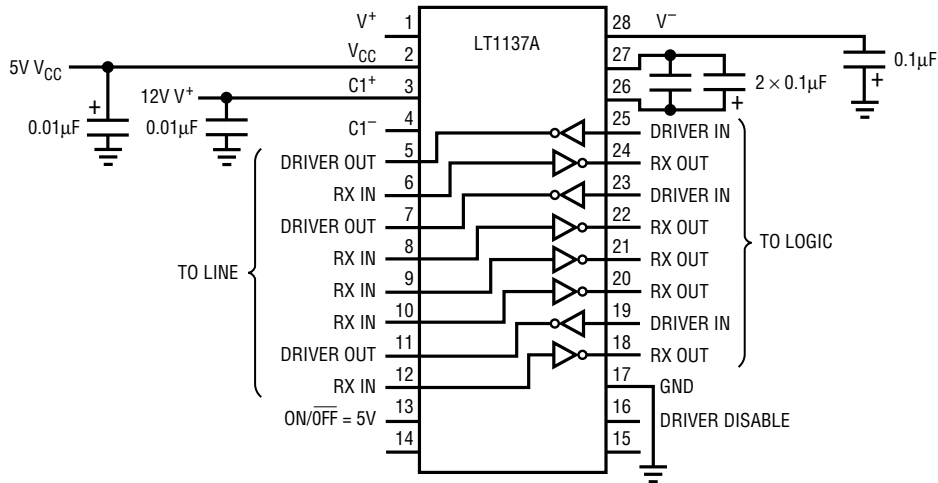 LT1137A
V+ 1
VCC 2
5V VCC
C1+ 3
12V V+
+
0.01µF
0.01µF
C1− 4
DRIVER OUT 5
RX IN 6
DRIVER OUT 7
RX IN 8
TO LINE
RX IN 9
RX IN 10
DRIVER OUT 11
RX IN 12
ON/OFF = 5V 13
14
28 V−
27
0.1µF
+
2 × 0.1µF
+
26
25 DRIVER IN
24 RX OUT
23 DRIVER IN
22 RX OUT
TO LOGIC
21 RX OUT
20 RX OUT
19 DRIVER IN
18 RX OUT
17 GND
16 DRIVER DISABLE
15